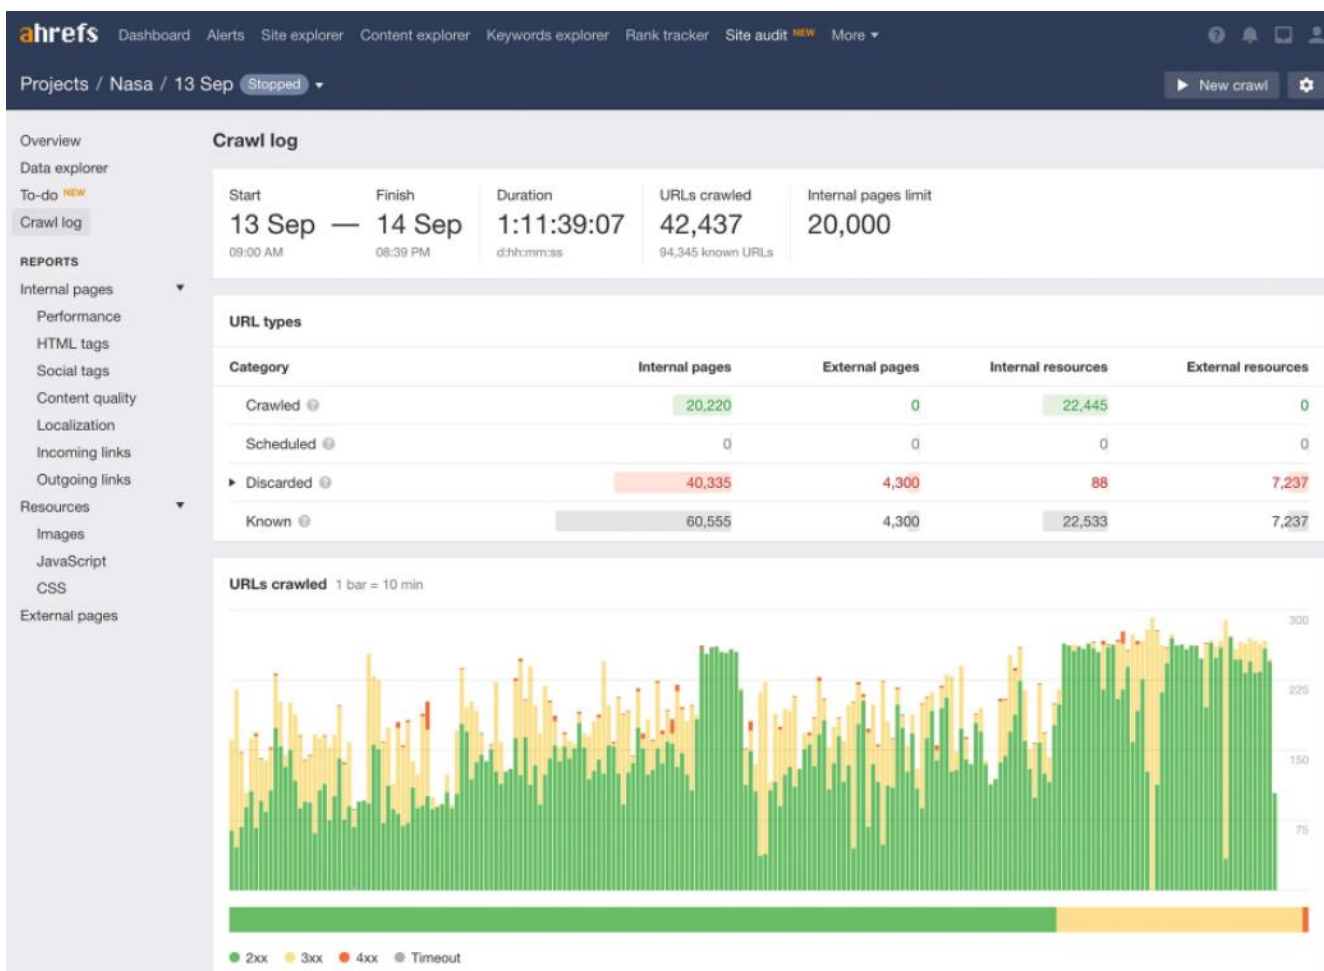 ahrefs Dashboard Alerts Site explorer Content explorer Keywords explorer Rank tracker Site audit NEW More
Projects / Nasa / 13 Sep Stopped
New crawl
Overview
Data explorer
To-do NEW
Crawl log
REPORTS
Internal pages
Performance
HTML tags
Social tags
Content quality
Localization
Incoming links
Outgoing links
Resources
Images
JavaScript
CSS
External pages
Crawl log
Start Finish Duration URLs crawled Internal pages limit
13 Sep — 14 Sep 1:11:39:07 42,437 20,000
09:00 AM 08:39 PM d:hh:mm:ss 94,345 known URLs
URL types
Category Internal pages External pages Internal resources External resources
Crawled ? 20,220 0 22,445 0
Scheduled ? 0 0 0 0
Discarded ? 40,335 4,300 88 7,237
Known ? 60,555 4,300 22,533 7,237
URLs crawled 1 bar = 10 min
300
225
150
75
2xx 3xx 4xx Timeout